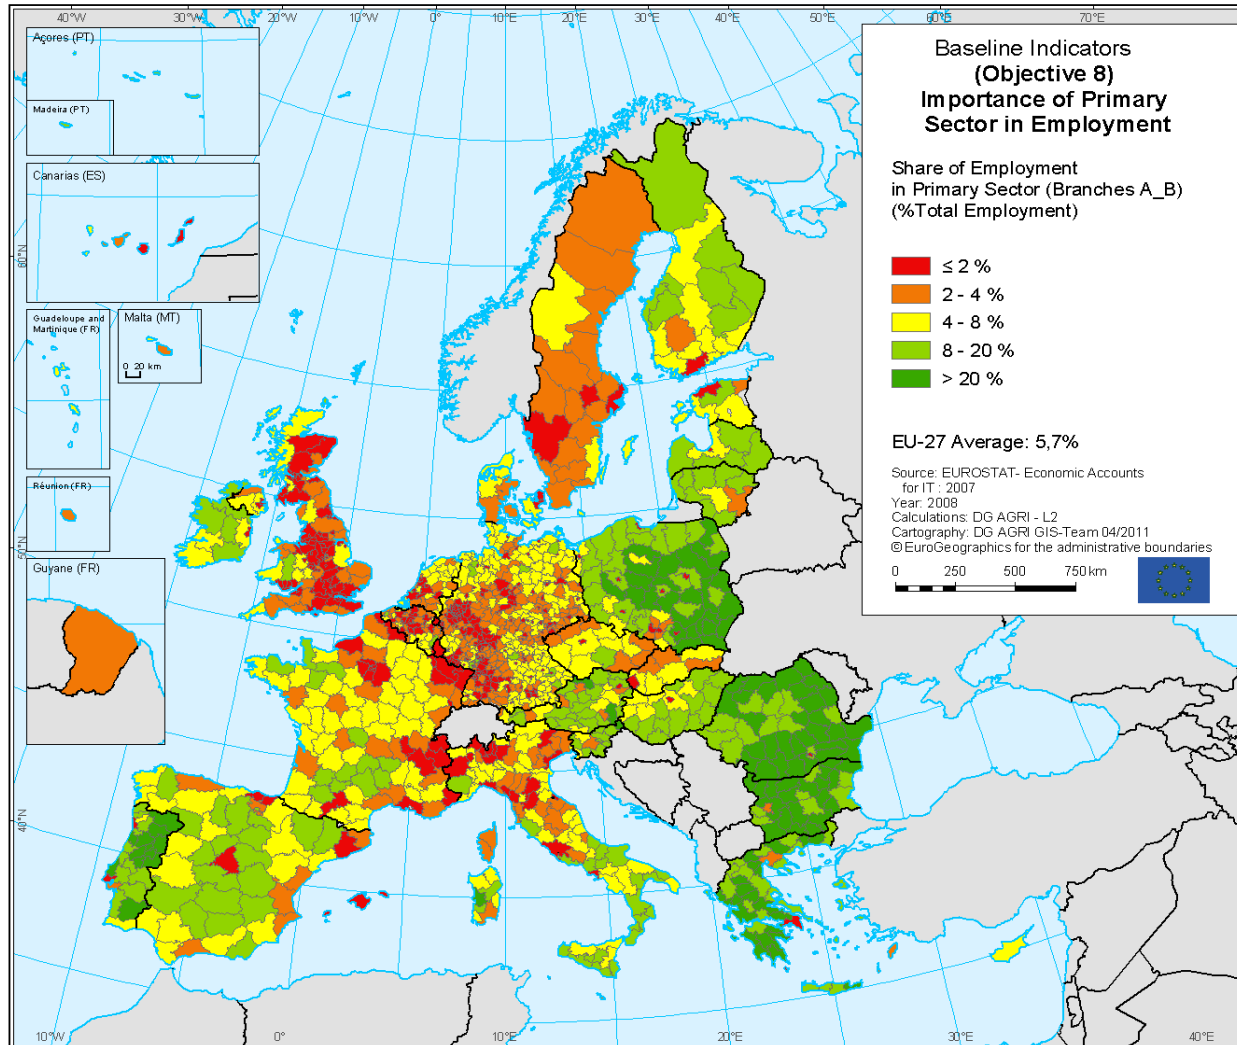 40°W
30°W
20°W
10°W
0°
10°E
20°E
30°E
40°E
50°E
60°E
70°E
Açores (PT)
Madeira (PT)
Canarias (ES)
Guadeloupe and
Martinique (FR)
Malta (MT)
0 20 km
Réunion (FR)
Guyane (FR)
60°N
50°N
40°N
Baseline Indicators
(Objective 8)
Importance of Primary
Sector in Employment
Share of Employment
in Primary Sector (Branches A_B)
(%Total Employment)
≤ 2 %
2 - 4 %
4 - 8 %
8 - 20 %
> 20 %
EU-27 Average: 5,7%
Source: EUROSTAT- Economic Accounts
for IT : 2007
Year: 2008
Calculations: DG AGRI - L2
Cartography: DG AGRI GIS-Team 04/2011
© EuroGeographics for the administrative boundaries
0 250 500 750 km
10°W
0°
10°E
20°E
30°E
40°E